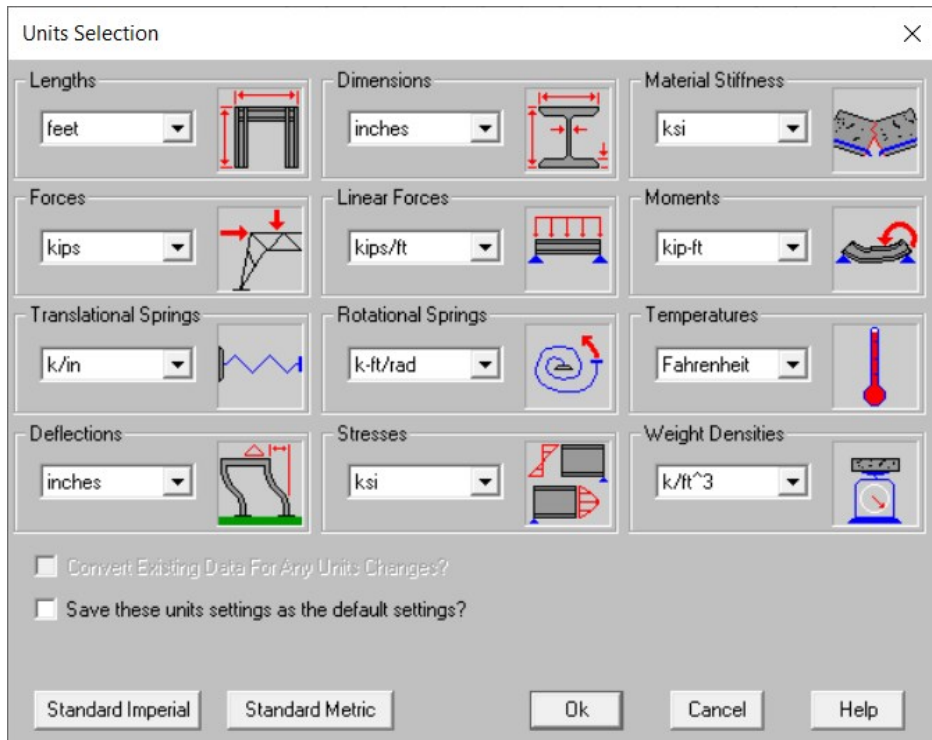 Units Selection
Lengths
feet
Dimensions
inches
Material Stiffness
ksi
Forces
kips
Linear Forces
kips/ft
Moments
kip-ft
Translational Springs
k/in
Rotational Springs
k-ft/rad
Temperatures
Fahrenheit
Deflections
inches
Stresses
ksi
Weight Densities
k/ft^3
Convert Existing Data For Any Units Changes?
Save these units settings as the default settings?
Standard Imperial
Standard Metric
Ok
Cancel
Help